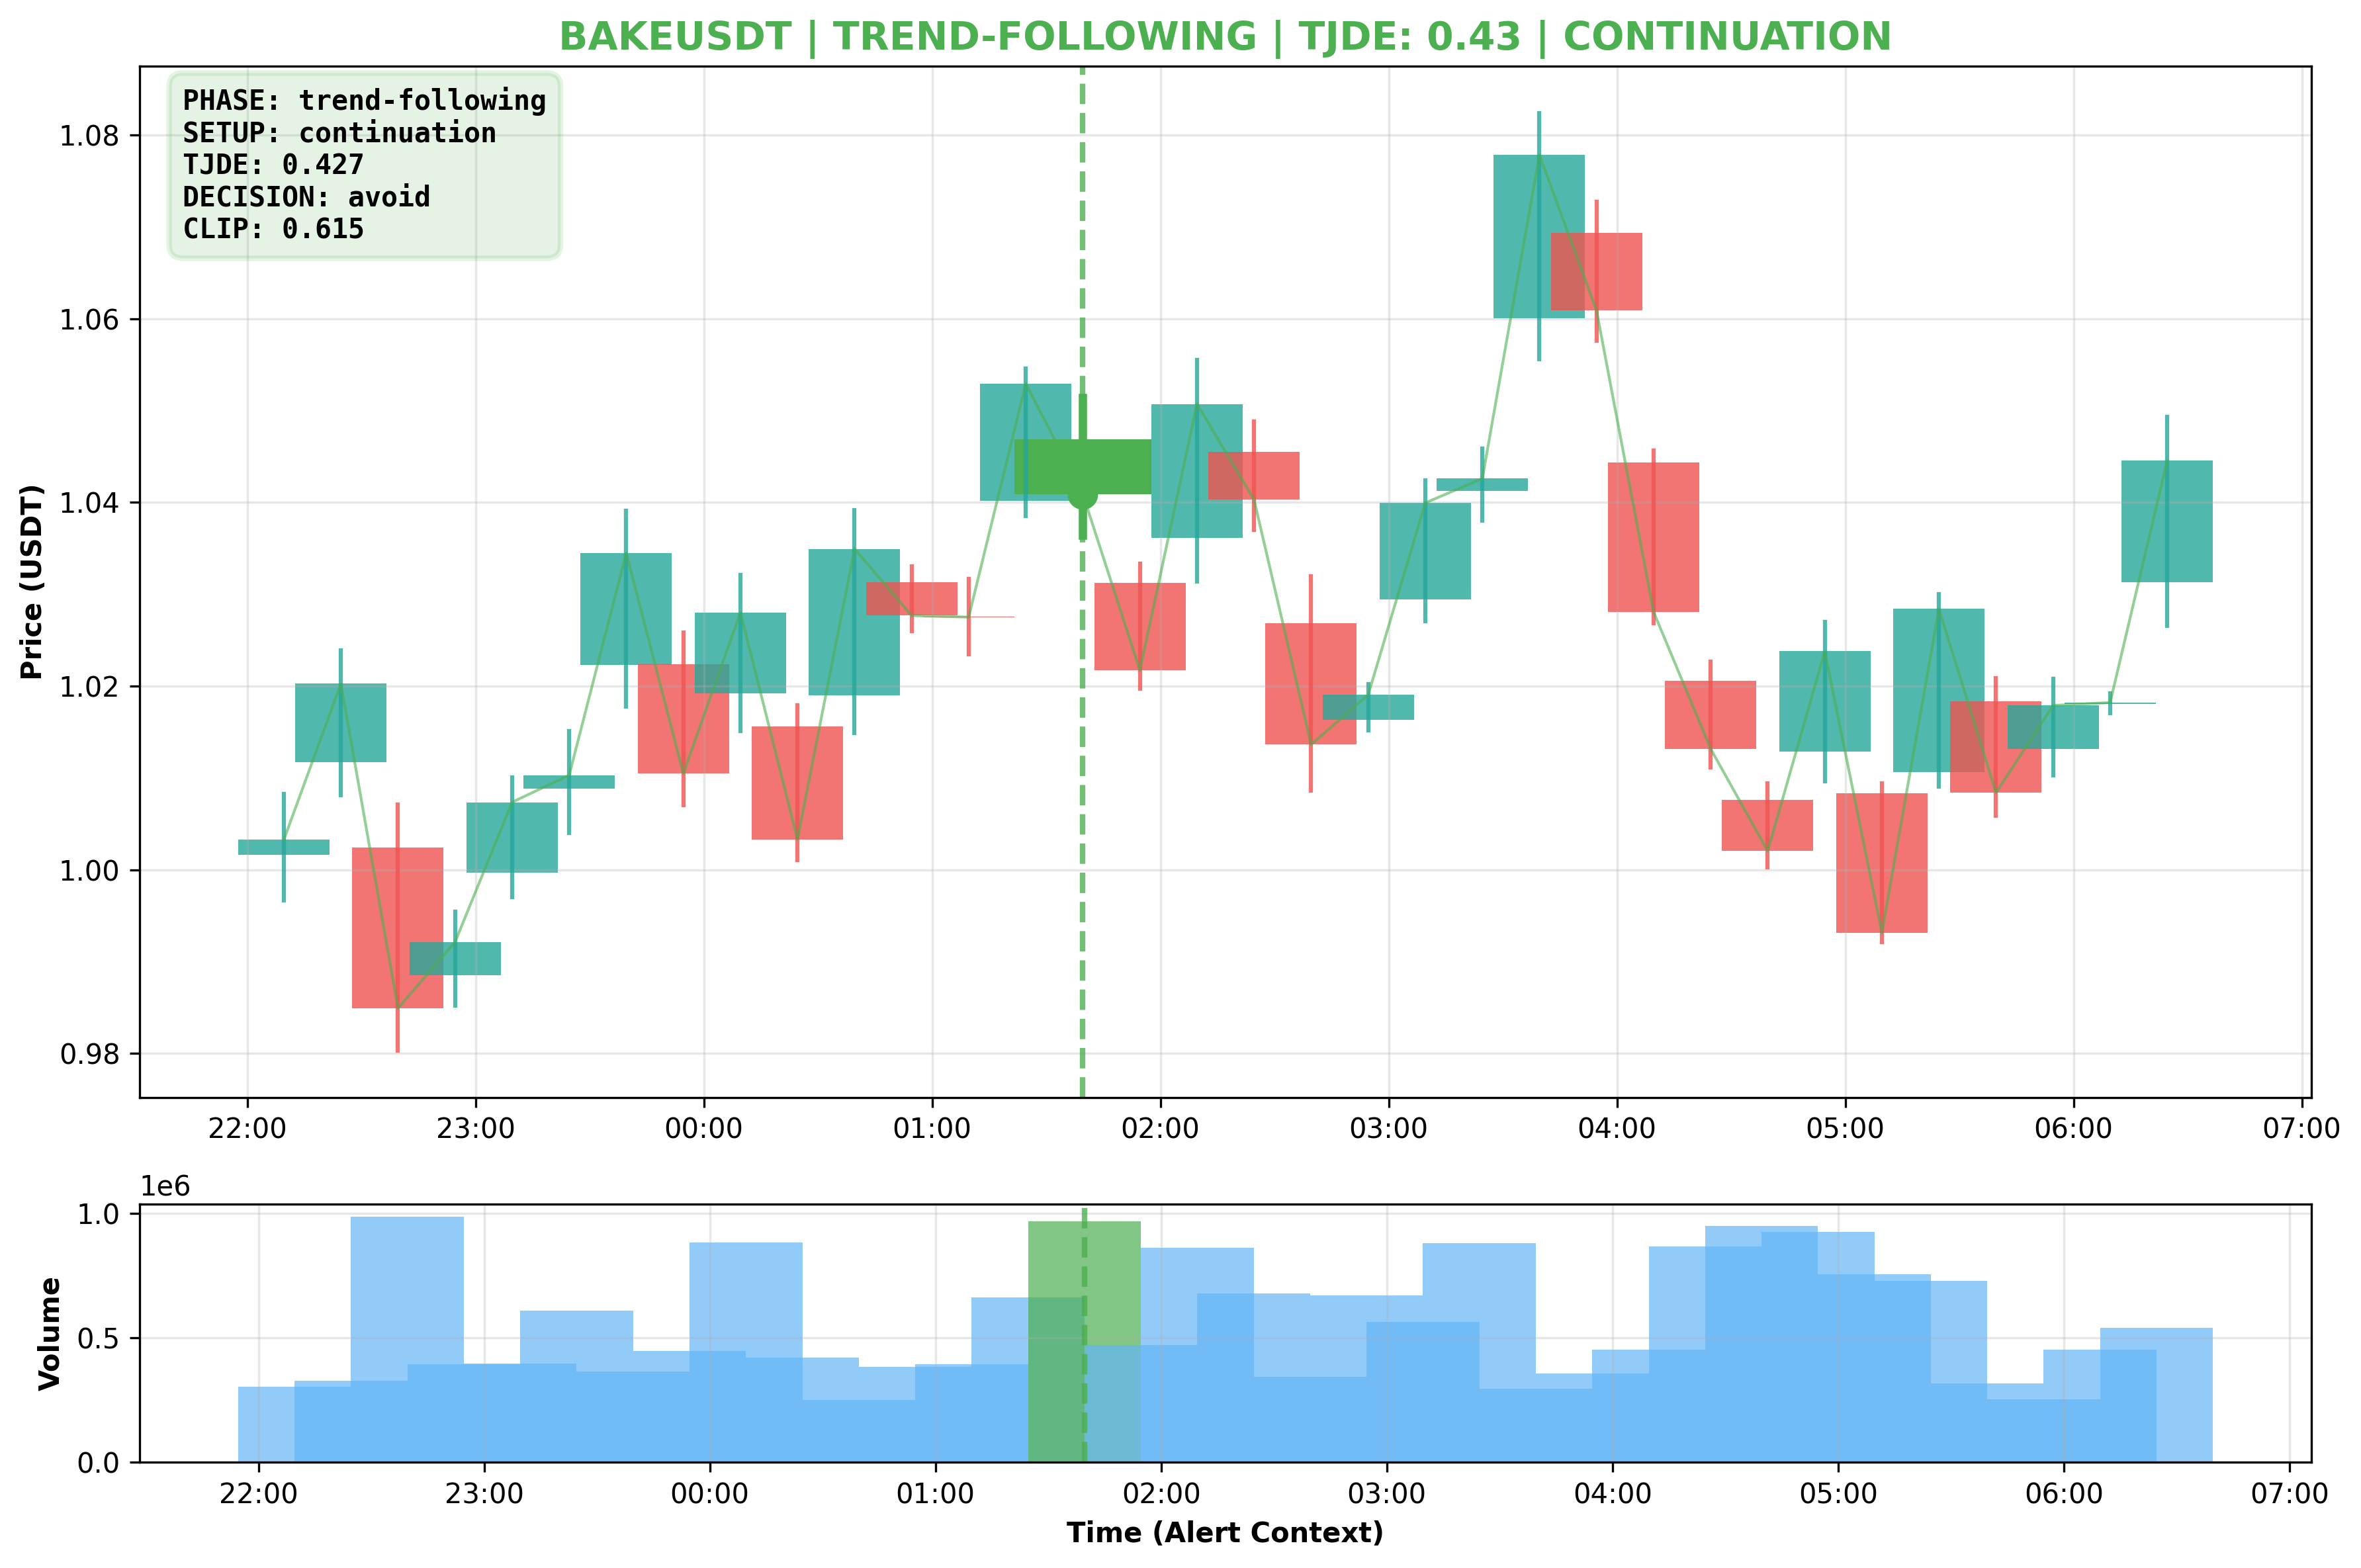 BAKEUSDT | TREND-FOLLOWING | TJDE: 0.43 | CONTINUATION
PHASE: trend-following
SETUP: continuation
TJDE: 0.427
DECISION: avoid
CLIP: 0.615
Price (USDT)
1.08
1.06
1.04
1.02
1.00
0.98
22:00 23:00 00:00 01:00 02:00 03:00 04:00 05:00 06:00 07:00
1e6
Volume
1.0
0.5
0.0
22:00 23:00 00:00 01:00 02:00 03:00 04:00 05:00 06:00 07:00
Time (Alert Context)